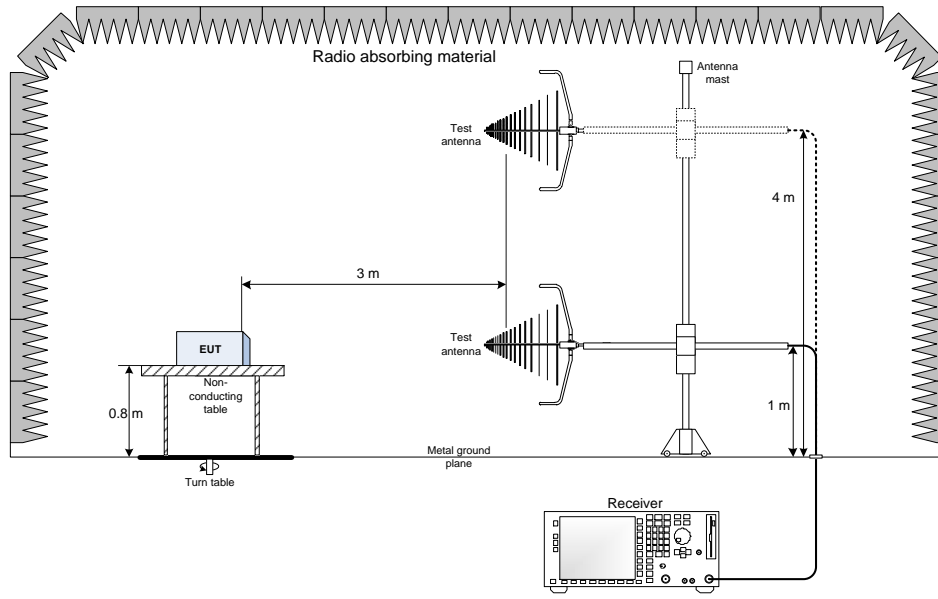 Radio absorbing material
Antenna
mast
Test
antenna
4 m
3 m
Test
antenna
EUT
Non-
conducting
table
0.8 m
1 m
Metal ground
plane
Turn table
Receiver